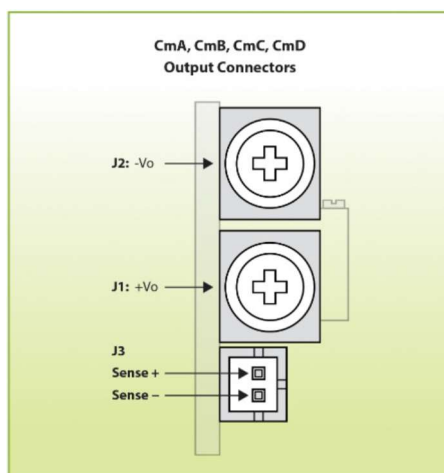 CmA, CmB, CmC, CmD
Output Connectors
J2: -Vo
J1: +Vo
J3
Sense +
Sense –